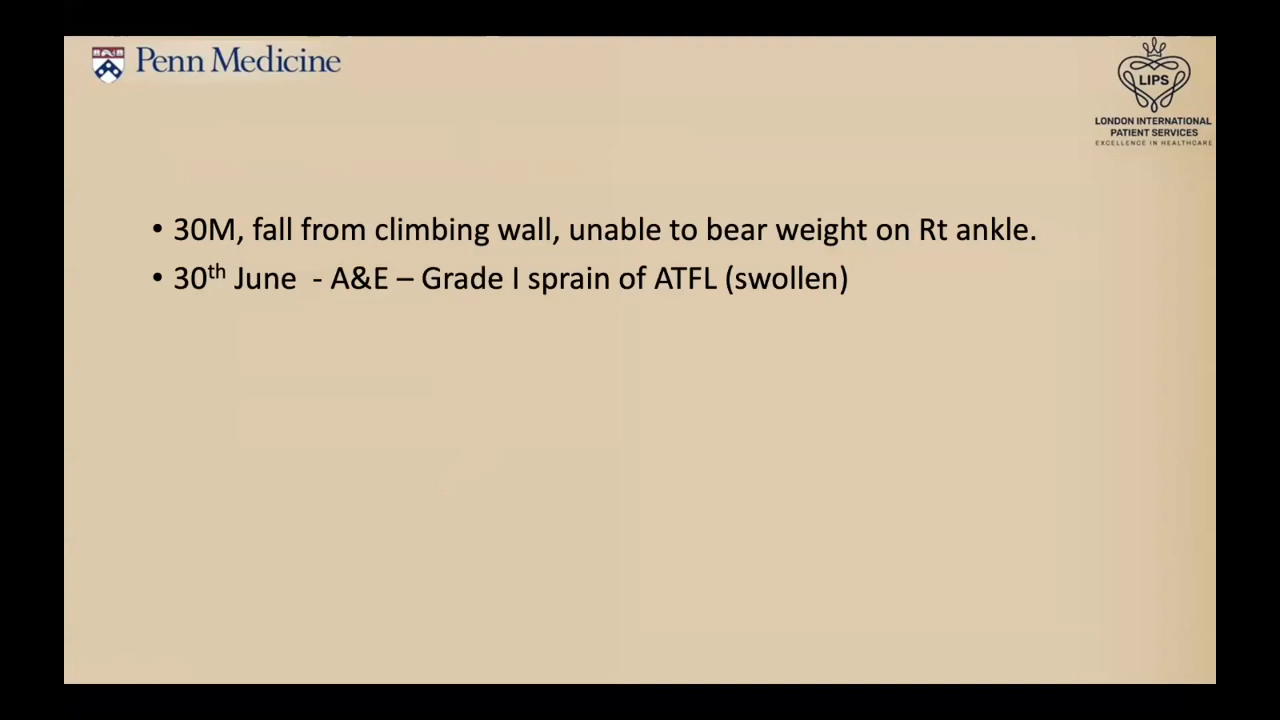 Penn Medicine
LIPS
LONDON INTERNATIONAL
PATIENT SERVICES
EXCELLENCE IN HEALTHCARE
• 30M, fall from climbing wall, unable to bear weight on Rt ankle.
• 30th June - A&E – Grade I sprain of ATFL (swollen)